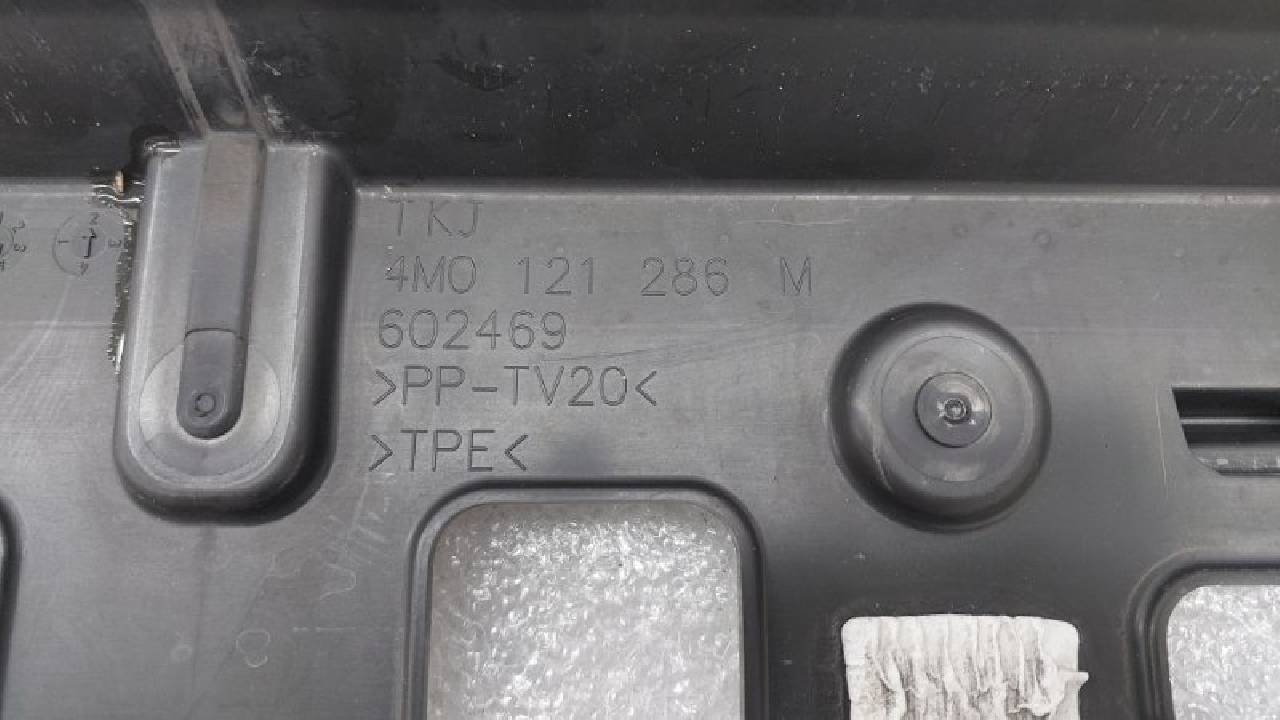 TKJ
4M0 121 286 M
602469
>PP-TV20<
>TPE<